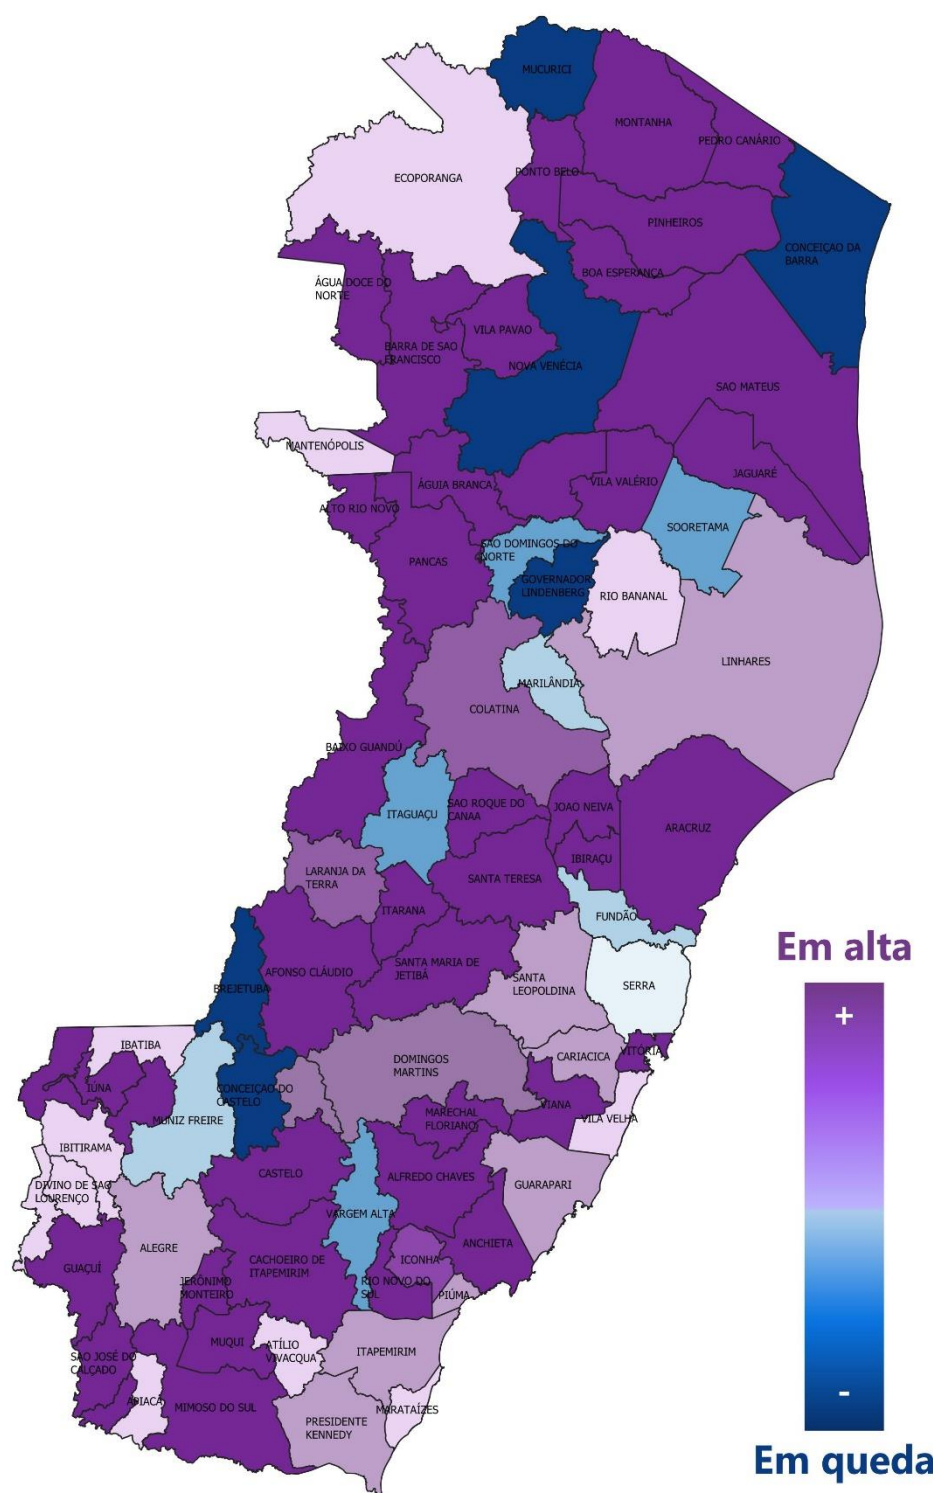 MUCURICI
MONTANHA
PEDRO CANÁRIO
ECOPORANGA
PONTO BELO
PINHEIROS
CONCEIÇAO DA
BARRA
BOA ESPERANÇA
ÁGUA DOCE DO
NORTE
VILA PAVAO
BARRA DE SAO
FRANCISCO
NOVA VENÉCIA
SAO MATEUS
MANTENÓPOLIS
JAGUARÉ
ÁGUIA BRANCA
VILA VALÉRIO
ALTO RIO NOVO
SOORETAMA
SAO DOMINGOS DO
NORTE
PANCAS
GOVERNADOR
LINDENBERG
RIO BANANAL
LINHARES
MARILÂNDIA
COLATINA
BAIXO GUANDÚ
ITAGUAÇU
SAO ROQUE DO
CANAA
JOAO NEIVA
ARACRUZ
IBIRAÇU
LARANJA DA
TERRA
SANTA TERESA
ITARANA
FUNDÃO
Em alta
AFONSO CLÁUDIO
SANTA MARIA DE
JETIBÁ
SANTA
LEOPOLDINA
SERRA
BREJETUBA
+
IBATIBA
VITÓRIA
CARIACICA
DOMINGOS
MARTINS
IÚNA
CONCEIÇAO DO
CASTELO
VIANA
MUNIZ FREIRE
MARECHAL
FLORIANO
VILA VELHA
IBITIRAMA
CASTELO
ALFREDO CHAVES
DIVINO DE SAO
LOURENÇO
GUARAPARI
VARGEM ALTA
ANCHIETA
ALEGRE
CACHOEIRO DE
ITAPEMIRIM
ICONHA
GUAÇUÍ
JERÔNIMO
MONTEIRO
RIO NOVO DO
SUL
PIÚMA
MUQUI
ATÍLIO
VIVACQUA
ITAPEMIRIM
SAO JOSÉ DO
CALÇADO
APIACÁ
MIMOSO DO SUL
MARATAÍZES
-
PRESIDENTE
KENNEDY
Em queda